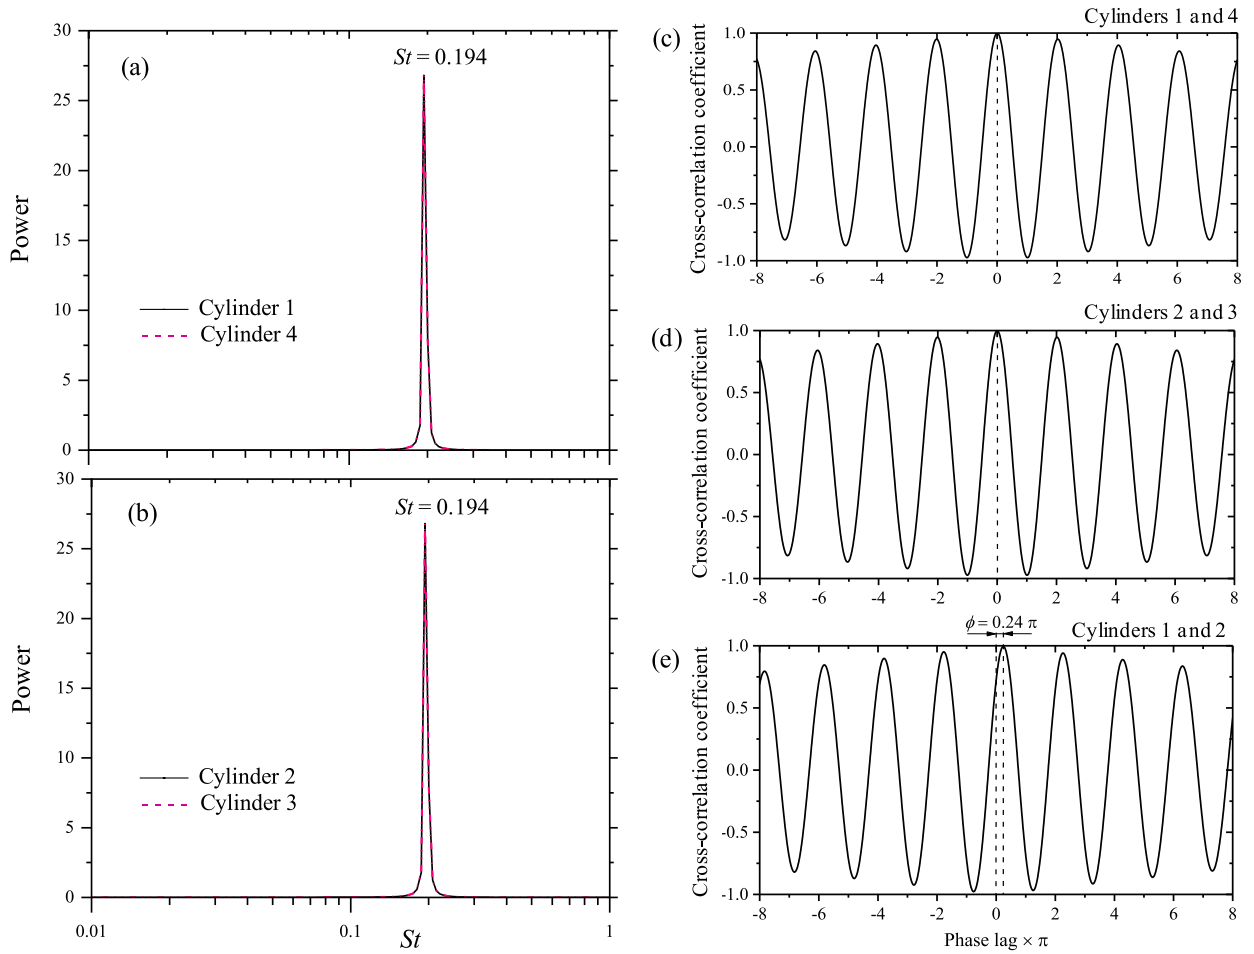 (a)
St = 0.194
30
25
20
15
10
5
0
Power
Cylinder 1
Cylinder 4
(b)
St = 0.194
30
25
20
15
10
5
0
Power
Cylinder 2
Cylinder 3
0.01
0.1
1
St
(c)
Cylinders 1 and 4
Cross-correlation coefficient
1.0
0.5
0.0
-0.5
-1.0
-8 -6 -4 -2 0 2 4 6 8
(d)
Cylinders 2 and 3
Cross-correlation coefficient
1.0
0.5
0.0
-0.5
-1.0
-8 -6 -4 -2 0 2 4 6 8
(e)
ϕ = 0.24 π
Cylinders 1 and 2
Cross-correlation coefficient
1.0
0.5
0.0
-0.5
-1.0
-8 -6 -4 -2 0 2 4 6 8
Phase lag × π